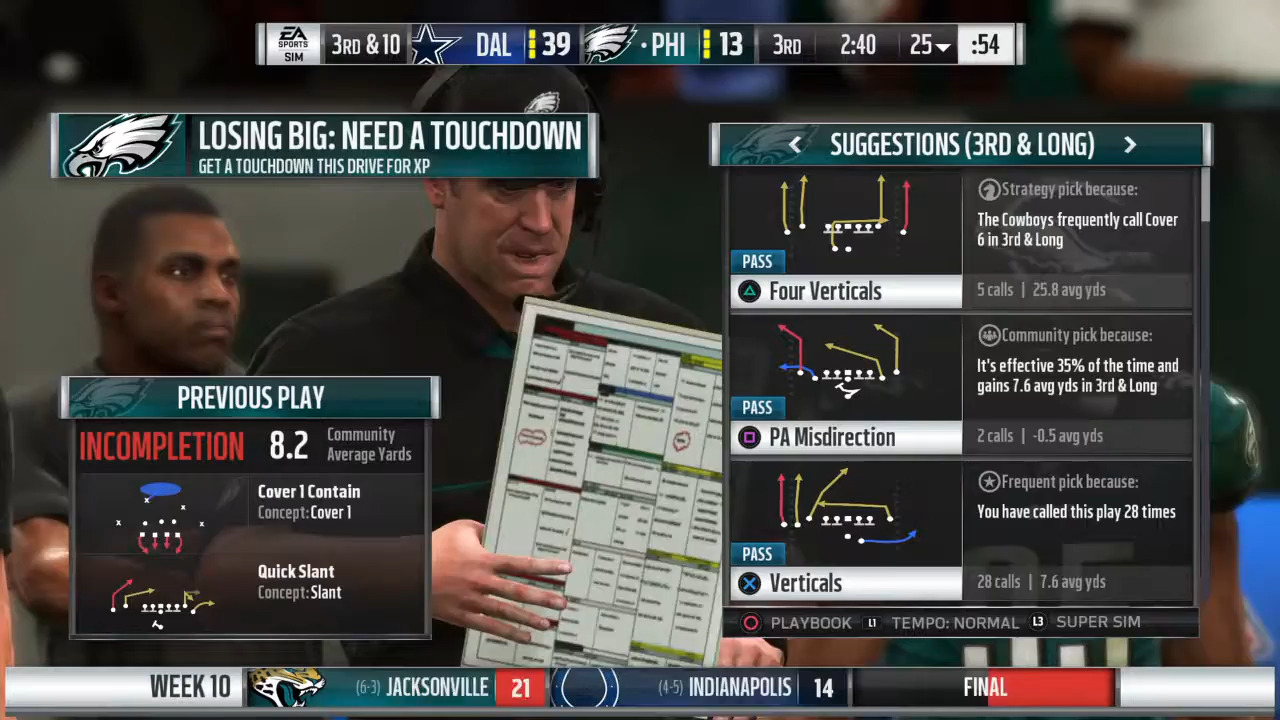 EA
SPORTS
SIM
3RD & 10
DAL 39
· PHI 13
3RD
2:40
25
:54
LOSING BIG: NEED A TOUCHDOWN
GET A TOUCHDOWN THIS DRIVE FOR XP
SUGGESTIONS (3RD & LONG)
PASS
Four Verticals
Strategy pick because:
The Cowboys frequently call Cover
6 in 3rd & Long
5 calls | 25.8 avg yds
PASS
PA Misdirection
Community pick because:
It's effective 35% of the time and
gains 7.6 avg yds in 3rd & Long
2 calls | -0.5 avg yds
PASS
Verticals
Frequent pick because:
You have called this play 28 times
28 calls | 7.6 avg yds
PLAYBOOK L1 TEMPO: NORMAL L3 SUPER SIM
PREVIOUS PLAY
INCOMPLETION 8.2
Community
Average Yards
Cover 1 Contain
Concept: Cover 1
Quick Slant
Concept: Slant
WEEK 10
(6-3) JACKSONVILLE 21
(4-5) INDIANAPOLIS 14
FINAL